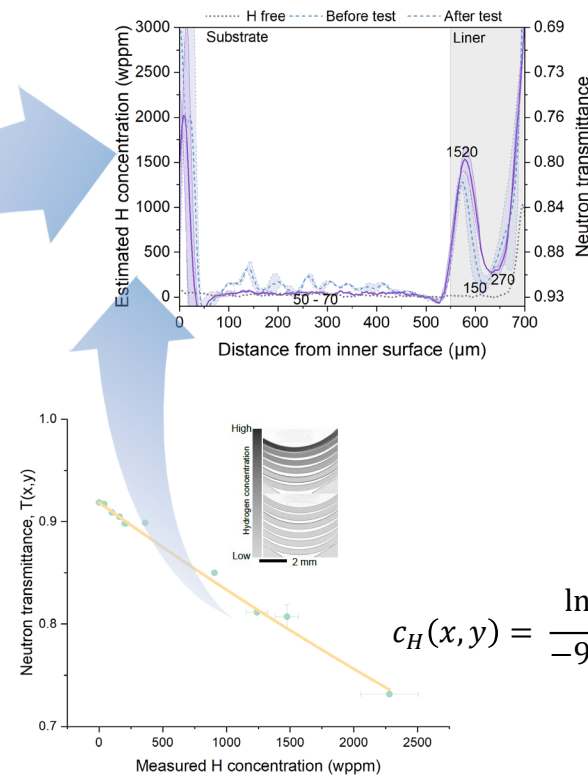 H free Before test After test
Substrate
Liner
Estimated H concentration (wppm)
3000
2500
2000
1500
1000
500
0
Neutron transmittance
0.69
0.73
0.76
0.80
0.84
0.88
0.93
1520
50 - 70
150
270
0 100 200 300 400 500 600 700
Distance from inner surface (µm)
Neutron transmittance, T(x,y)
1.0
0.9
0.8
0.7
High
Hydrogen concentration
Low
2 mm
0 500 1000 1500 2000 2500
Measured H concentration (wppm)
ln
c_H(x, y) =
−9